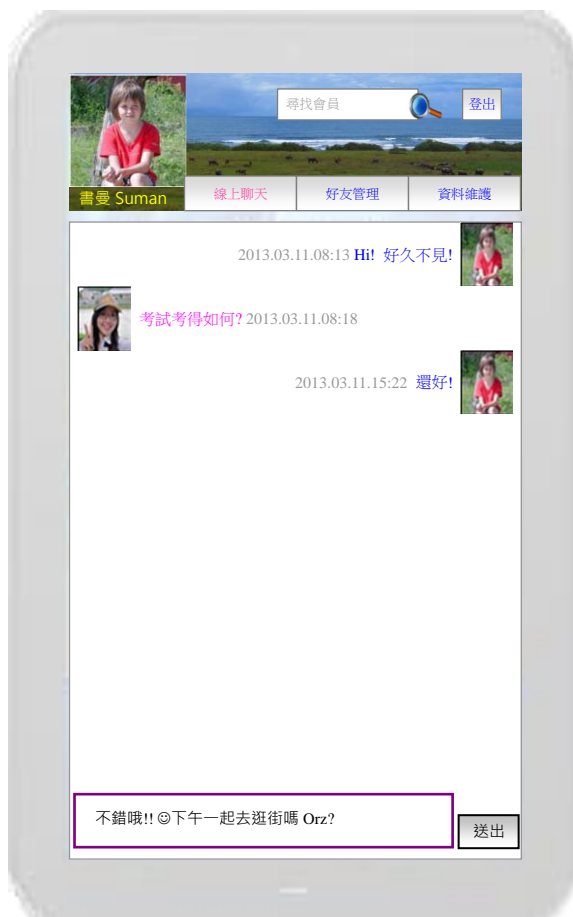 尋找會員
登出
書曼 Suman
線上聊天
好友管理
資料維護
2013.03.11.08:13 Hi! 好久不見!
考試考得如何? 2013.03.11.08:18
2013.03.11.15:22 還好!
不錯哦!! ☺下午一起去逛街嗎 Orz?
送出